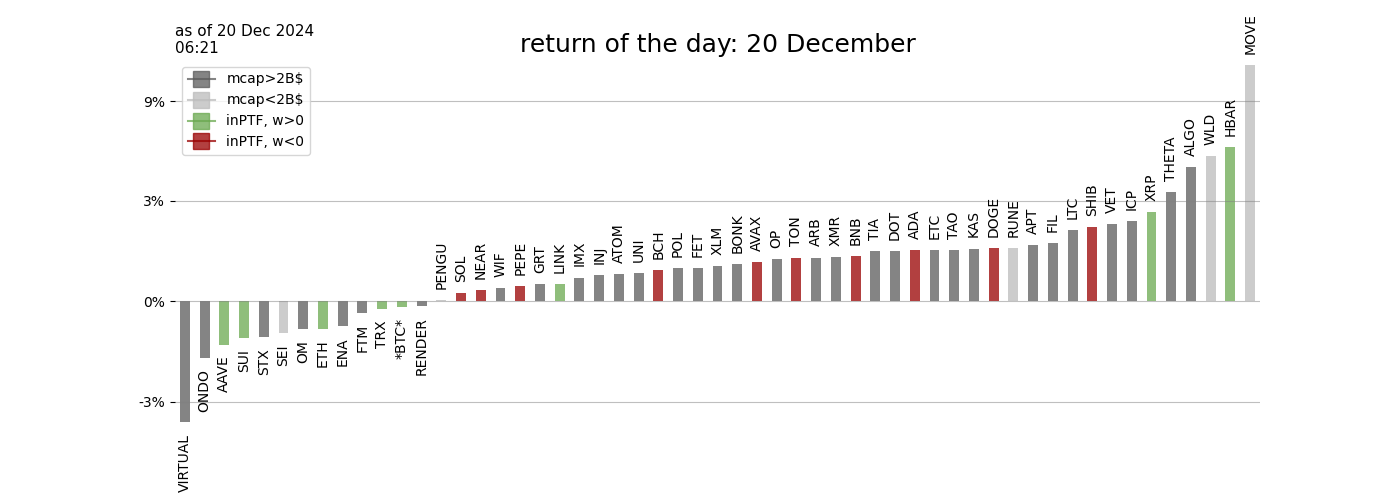 as of 20 Dec 2024
06:21
return of the day: 20 December
mcap>2B$
mcap<2B$
inPTF, w>0
inPTF, w<0
9%
3%
0%
-3%
VIRTUAL
ONDO
AAVE
SUI
STX
SEI
OM
ETH
ENA
FTM
TRX
*BTC*
RENDER
PENGU
SOL
NEAR
WIF
PEPE
GRT
LINK
IMX
INJ
ATOM
UNI
BCH
POL
FET
XLM
BONK
AVAX
OP
TON
ARB
XMR
BNB
TIA
DOT
ADA
ETC
TAO
KAS
DOGE
RUNE
APT
FIL
LTC
SHIB
VET
ICP
XRP
THETA
ALGO
WLD
HBAR
MOVE